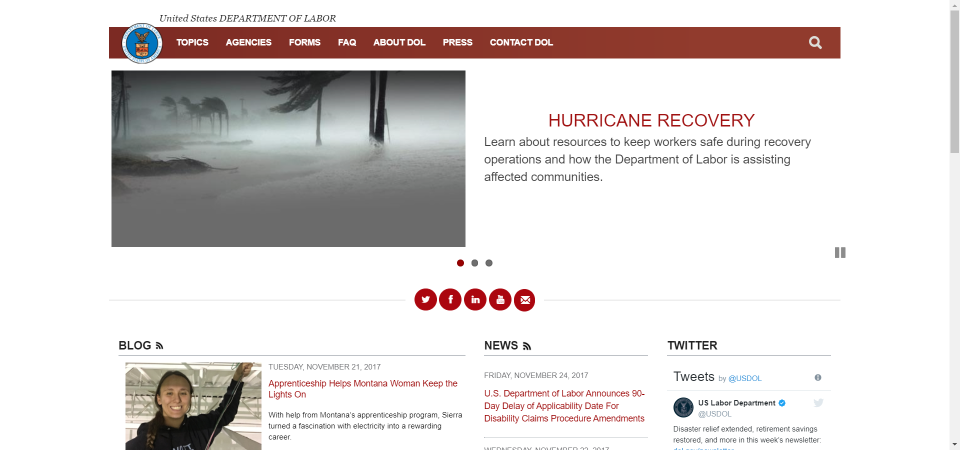 United States DEPARTMENT OF LABOR
TOPICS AGENCIES FORMS FAQ ABOUT DOL PRESS CONTACT DOL
HURRICANE RECOVERY
Learn about resources to keep workers safe during recovery
operations and how the Department of Labor is assisting
affected communities.
BLOG
TUESDAY, NOVEMBER 21, 2017
Apprenticeship Helps Montana Woman Keep the
Lights On
With help from Montana's apprenticeship program, Sierra
turned a fascination with electricity into a rewarding
career.
NEWS
FRIDAY, NOVEMBER 24, 2017
U.S. Department of Labor Announces 90-
Day Delay of Applicability Date For
Disability Claims Procedure Amendments
TWITTER
Tweets by @USDOL
US Labor Department
@USDOL
Disaster relief extended, retirement savings
restored, and more in this week's newsletter: